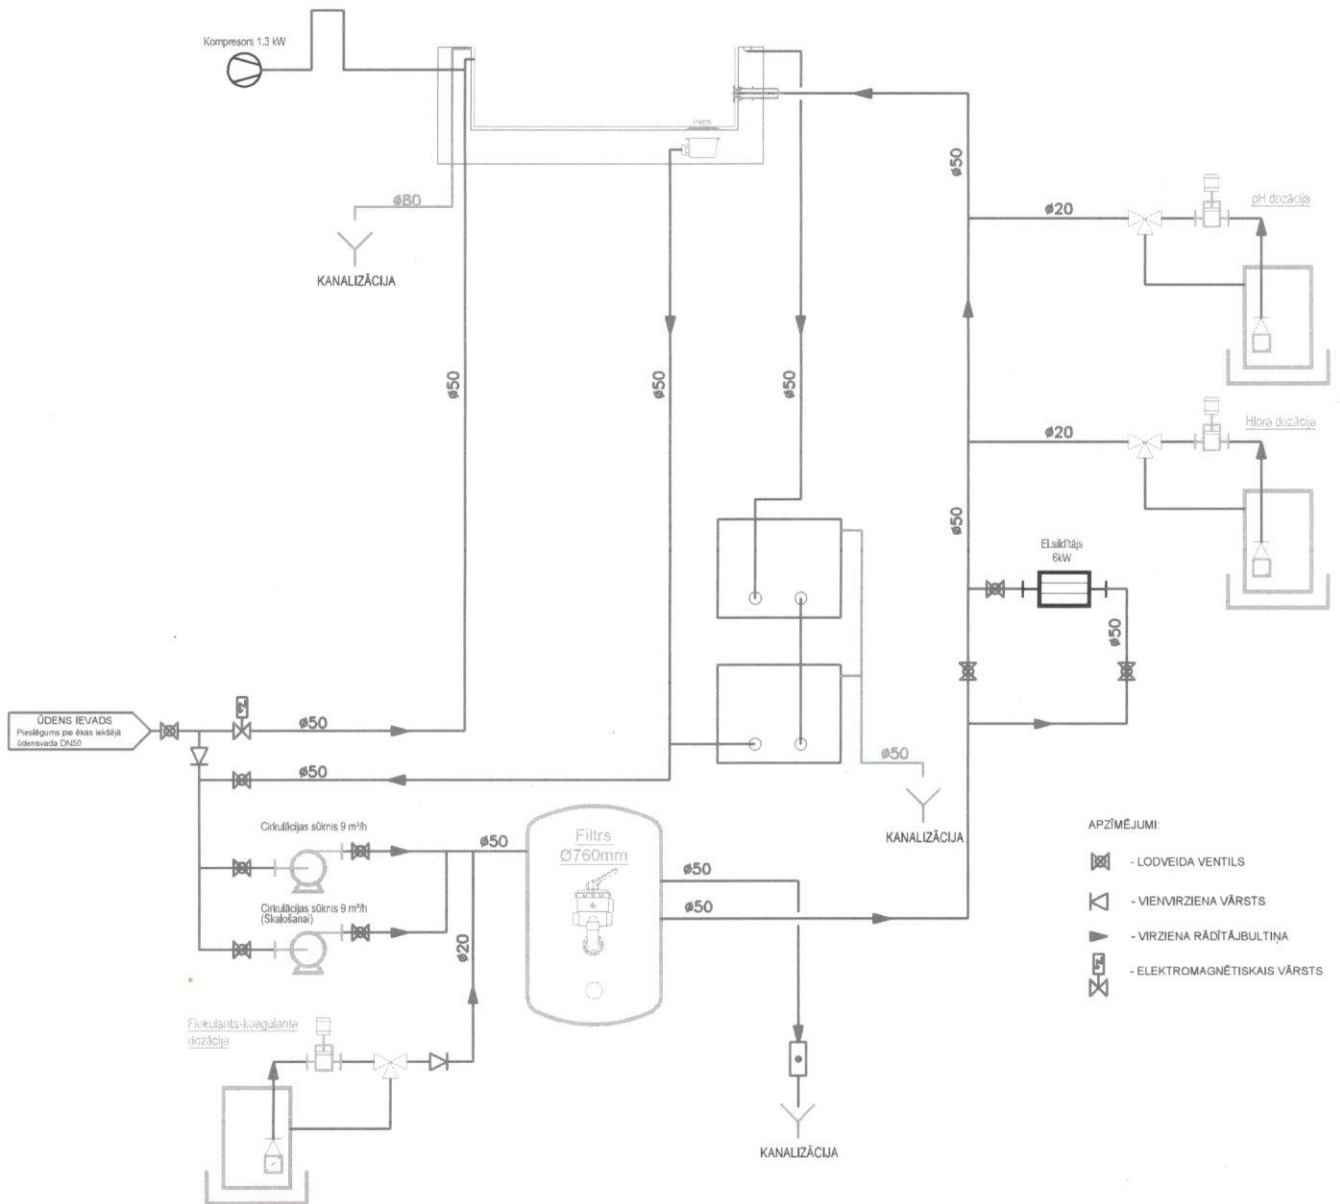 Kompresors 1,3 kW
ø80
KANALIZĀCIJA
ø50
ø50
ø50
ø50
ø20
pH dozācija
ø20
Hlora dozācija
ø50
El.sildītājs
6kW
ø50
ŪDENS IEVADS
Pieslēgums pie ēkas iekšējā
ūdensvada DN50
ø50
ø50
ø50
KANALIZĀCIJA
Cirkulācijas sūknis 9 m³/h
ø50
Filtrs
Ø760mm
ø50
ø50
Cirkulācijas sūknis 9 m³/h
(Skalošanai)
ø20
APZĪMĒJUMI:
- LODVEIDA VENTILS
- VIENVIRZIENA VĀRSTS
- VIRZIENA RĀDĪTĀJBULTIŅA
- ELEKTROMAGNĒTISKAIS VĀRSTS
Flokulanta-koagulanta
dozācija
KANALIZĀCIJA